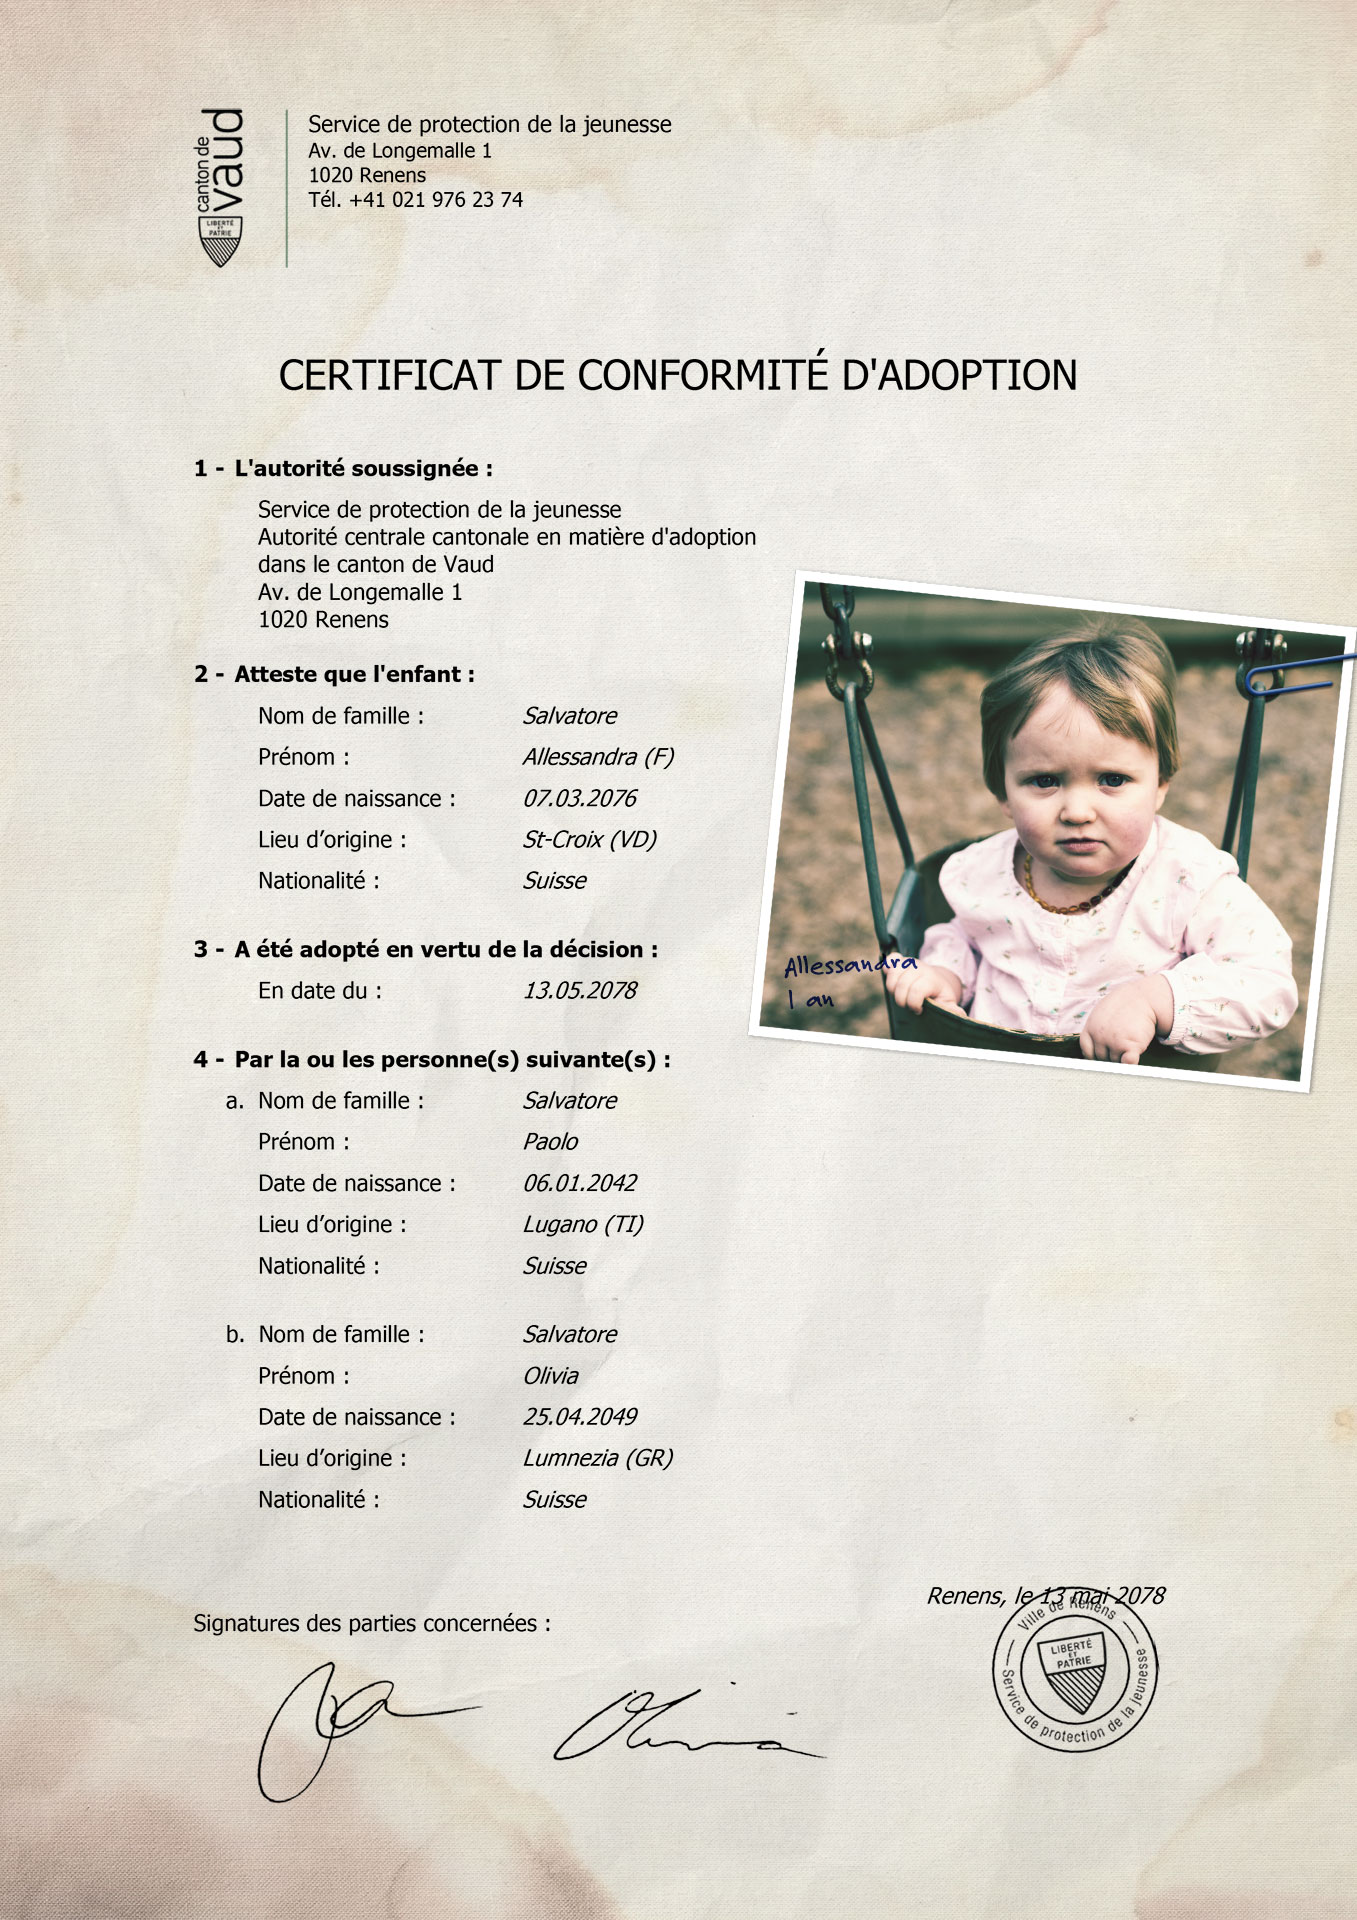 canton de
vaud
LIBERTÉ
ET
PATRIE
Service de protection de la jeunesse
Av. de Longemalle 1
1020 Renens
Tél. +41 021 976 23 74
CERTIFICAT DE CONFORMITÉ D'ADOPTION
1 - L'autorité soussignée :
Service de protection de la jeunesse
Autorité centrale cantonale en matière d'adoption
dans le canton de Vaud
Av. de Longemalle 1
1020 Renens
2 - Atteste que l'enfant :
Nom de famille : Salvatore
Prénom : Allessandra (F)
Date de naissance : 07.03.2076
Lieu d’origine : St-Croix (VD)
Nationalité : Suisse
Allessandra
1 an
3 - A été adopté en vertu de la décision :
En date du : 13.05.2078
4 - Par la ou les personne(s) suivante(s) :
a. Nom de famille : Salvatore
Prénom : Paolo
Date de naissance : 06.01.2042
Lieu d’origine : Lugano (TI)
Nationalité : Suisse
b. Nom de famille : Salvatore
Prénom : Olivia
Date de naissance : 25.04.2049
Lieu d’origine : Lumnezia (GR)
Nationalité : Suisse
Renens, le 13 mai 2078
Signatures des parties concernées :
Olivia
Ville de Renens
LIBERTÉ
ET
PATRIE
Service de protection de la jeunesse